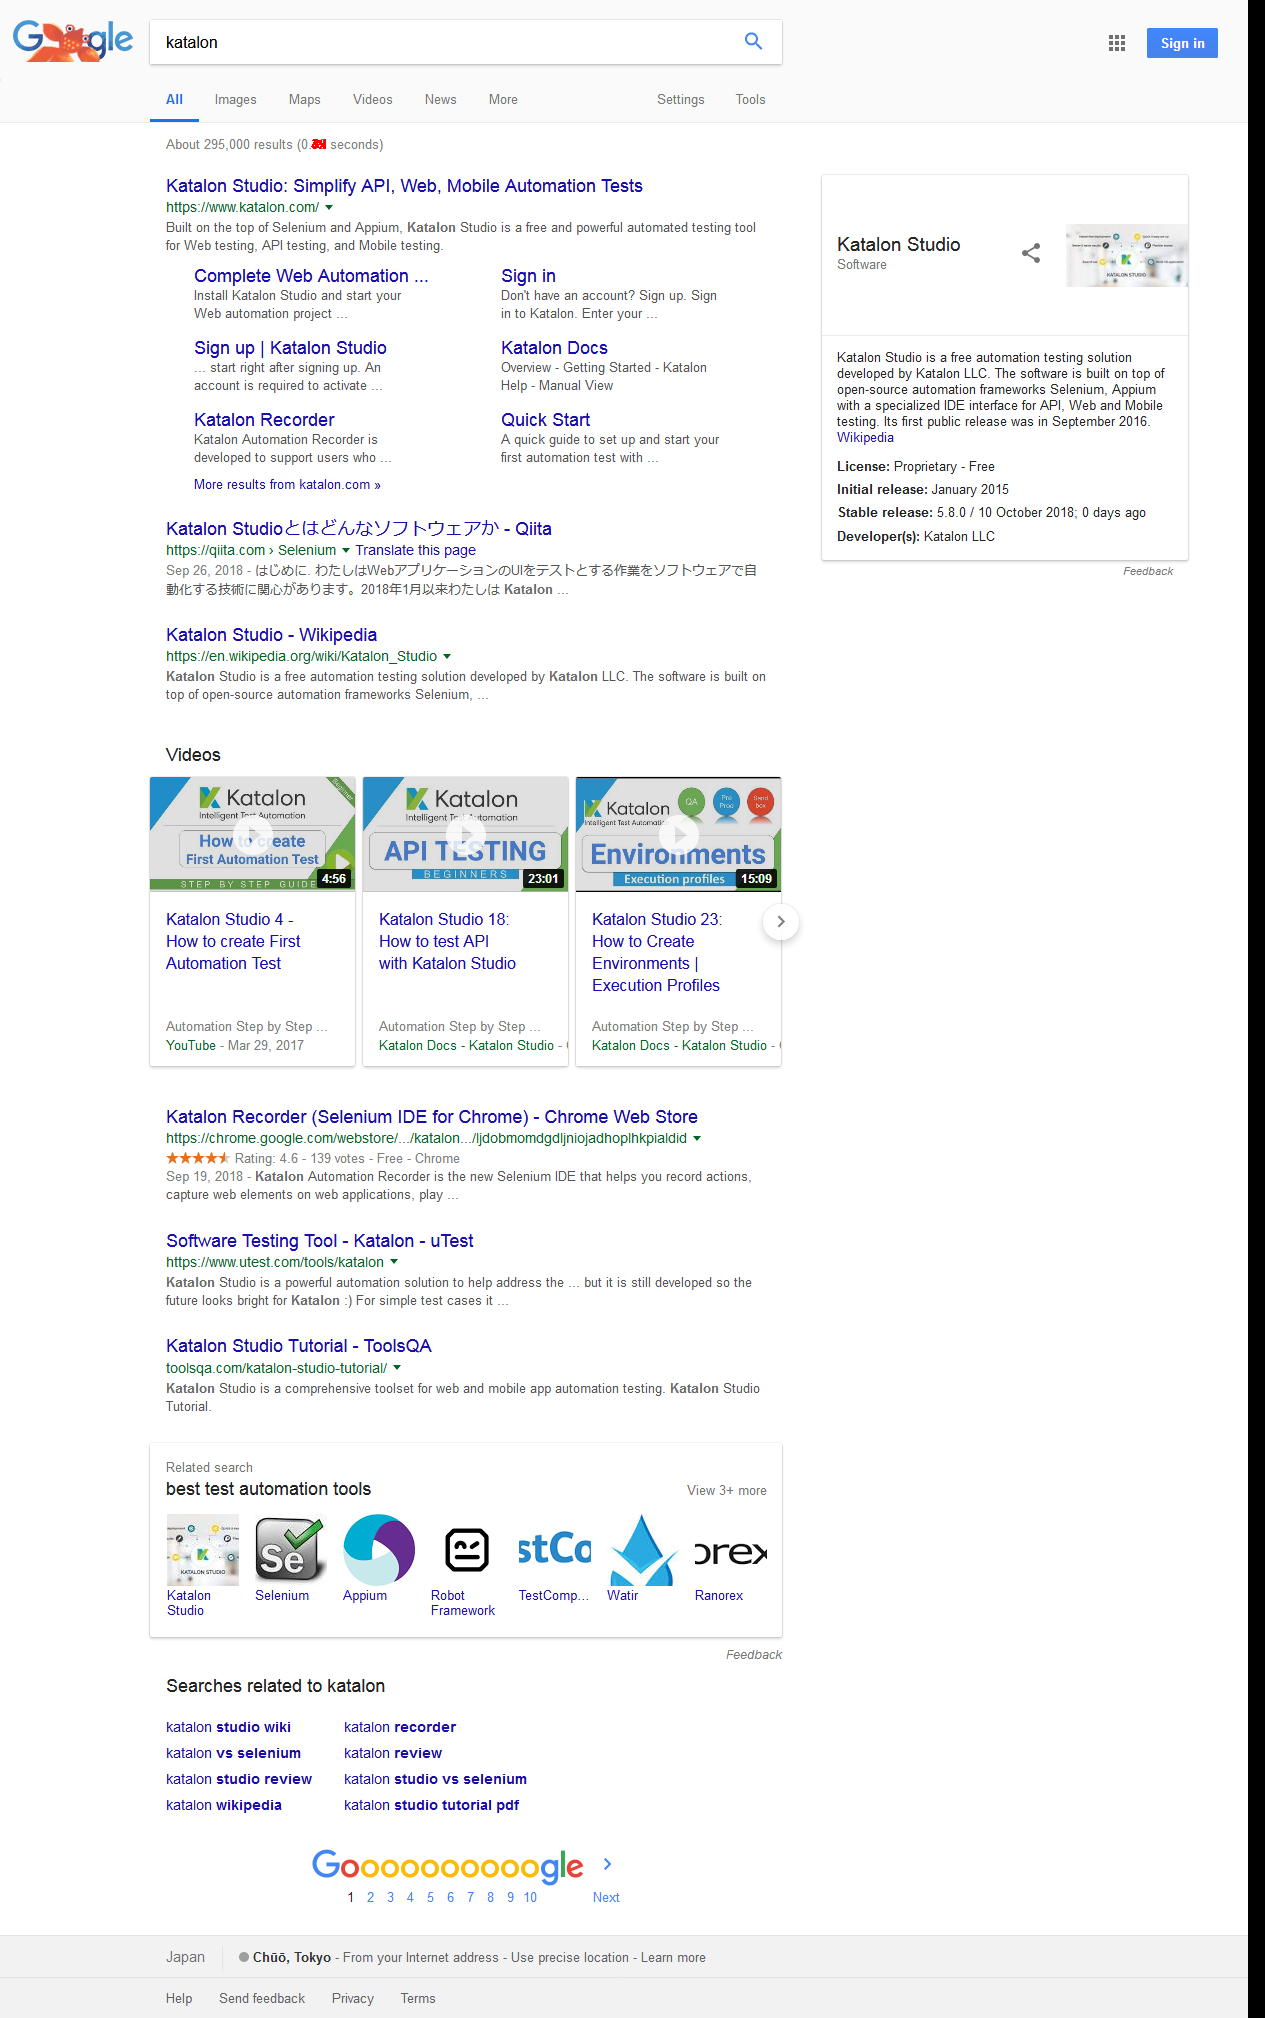 Google
katalon
Sign in
All Images Maps Videos News More Settings Tools
About 295,000 results (0. seconds)
Katalon Studio: Simplify API, Web, Mobile Automation Tests
https://www.katalon.com/
Built on the top of Selenium and Appium, Katalon Studio is a free and powerful automated testing tool
for Web testing, API testing, and Mobile testing.
Complete Web Automation ...
Install Katalon Studio and start your
Web automation project ...
Sign in
Don't have an account? Sign up. Sign
in to Katalon. Enter your ...
Sign up | Katalon Studio
... start right after signing up. An
account is required to activate ...
Katalon Docs
Overview - Getting Started - Katalon
Help - Manual View
Katalon Recorder
Katalon Automation Recorder is
developed to support users who ...
Quick Start
A quick guide to set up and start your
first automation test with ...
More results from katalon.com »
Katalon Studioとはどんなソフトウェアか - Qiita
https://qiita.com › Selenium Translate this page
Sep 26, 2018 - はじめに. わたしはWebアプリケーションのUIをテストとする作業をソフトウェアで自
動化する技術に関心があります。2018年1月以来わたしは Katalon ...
Katalon Studio - Wikipedia
https://en.wikipedia.org/wiki/Katalon_Studio
Katalon Studio is a free automation testing solution developed by Katalon LLC. The software is built on
top of open-source automation frameworks Selenium, ...
Videos
Katalon
Intelligent Test Automation
How to create
First Automation Test
STEP BY STEP GUIDE
Beginner
4:56
Katalon Studio 4 -
How to create First
Automation Test
Automation Step by Step ...
YouTube - Mar 29, 2017
Katalon
Intelligent Test Automation
API TESTING
BEGINNERS
23:01
Katalon Studio 18:
How to test API
with Katalon Studio
Automation Step by Step ...
Katalon Docs - Katalon Studio -
Katalon
Intelligent Test Automation
QA
Pre Prod
Sand box
Environments
Execution profiles
15:09
Katalon Studio 23:
How to Create
Environments |
Execution Profiles
Automation Step by Step ...
Katalon Docs - Katalon Studio -
Katalon Recorder (Selenium IDE for Chrome) - Chrome Web Store
https://chrome.google.com/webstore/.../katalon.../ljdobmomdgdljniojadhoplhkpialdid
Rating: 4.6 - 139 votes - Free - Chrome
Sep 19, 2018 - Katalon Automation Recorder is the new Selenium IDE that helps you record actions,
capture web elements on web applications, play ...
Software Testing Tool - Katalon - uTest
https://www.utest.com/tools/katalon
Katalon Studio is a powerful automation solution to help address the ... but it is still developed so the
future looks bright for Katalon :) For simple test cases it ...
Katalon Studio Tutorial - ToolsQA
toolsqa.com/katalon-studio-tutorial/
Katalon Studio is a comprehensive toolset for web and mobile app automation testing. Katalon Studio
Tutorial.
Related search
best test automation tools
View 3+ more
KATALON STUDIO
Se
stCo
orex
Katalon
Studio
Selenium
Appium
Robot
Framework
TestComp...
Watir
Ranorex
Feedback
Searches related to katalon
katalon studio wiki
katalon recorder
katalon vs selenium
katalon review
katalon studio review
katalon studio vs selenium
katalon wikipedia
katalon studio tutorial pdf
Goooooooooogle
1 2 3 4 5 6 7 8 9 10 Next
Katalon Studio
Software
KATALON STUDIO
Katalon Studio is a free automation testing solution
developed by Katalon LLC. The software is built on top of
open-source automation frameworks Selenium, Appium
with a specialized IDE interface for API, Web and Mobile
testing. Its first public release was in September 2016.
Wikipedia
License: Proprietary - Free
Initial release: January 2015
Stable release: 5.8.0 / 10 October 2018; 0 days ago
Developer(s): Katalon LLC
Feedback
Japan
Chūō, Tokyo - From your Internet address - Use precise location - Learn more
Help Send feedback Privacy Terms